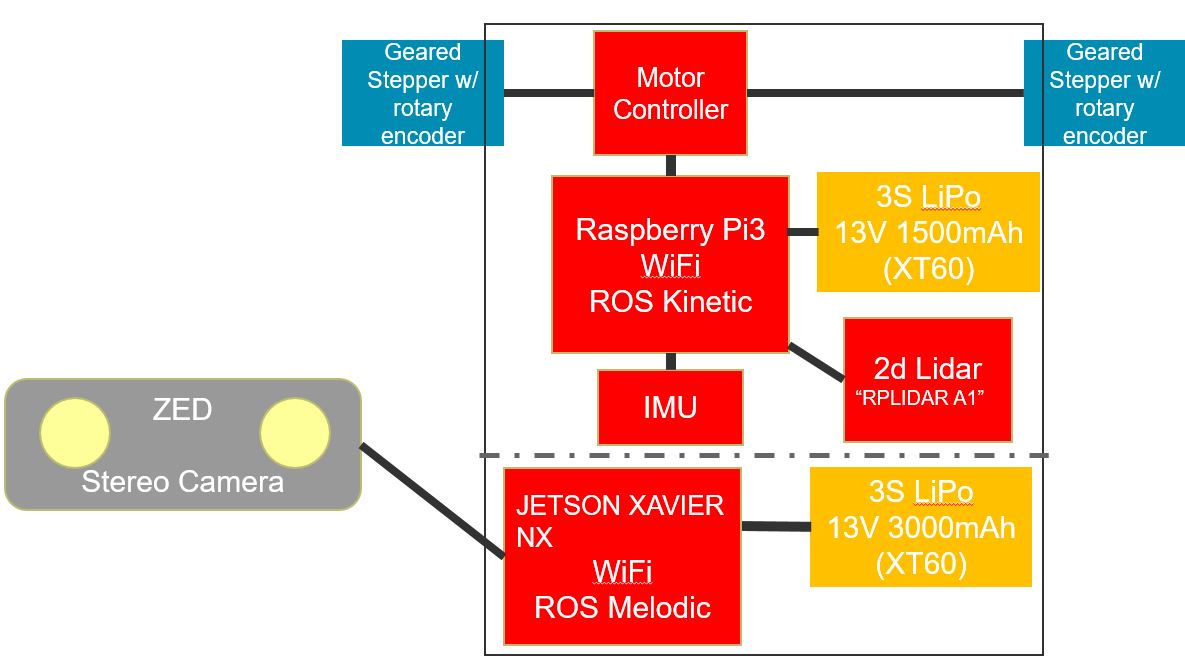 Geared
Stepper w/
rotary
encoder
Motor
Controller
Geared
Stepper w/
rotary
encoder
Raspberry Pi3
WiFi
ROS Kinetic
3S LiPo
13V 1500mAh
(XT60)
2d Lidar
“RPLIDAR A1”
IMU
ZED
Stereo Camera
JETSON XAVIER
NX
WiFi
ROS Melodic
3S LiPo
13V 3000mAh
(XT60)